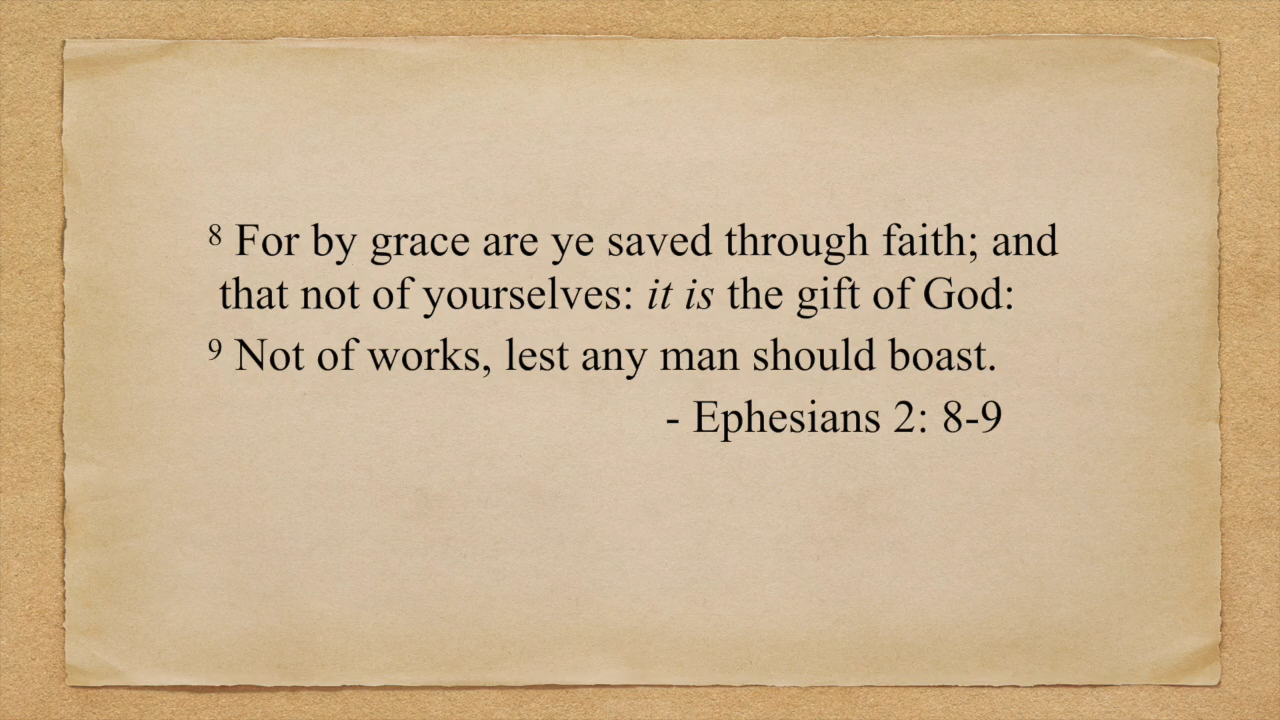 8 For by grace are ye saved through faith; and
that not of yourselves: it is the gift of God:
9 Not of works, lest any man should boast.
- Ephesians 2: 8-9